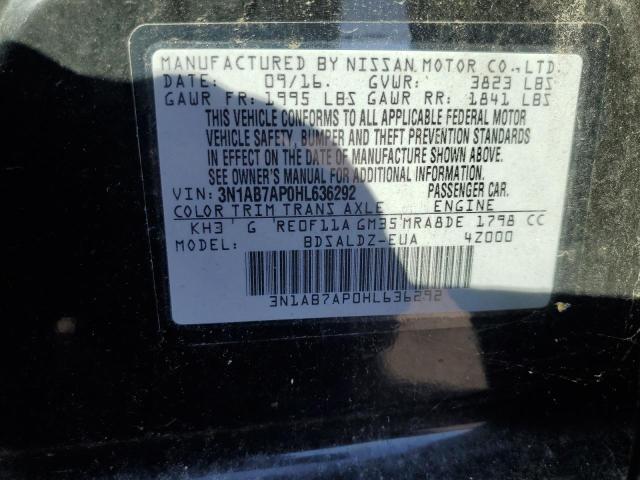 MANUFACTURED BY NISSAN MOTOR CO., LTD.
DATE: 09/16. GVWR: 3823 LBS
GAWR FR: 1995 LBS GAWR RR: 1841 LBS
THIS VEHICLE CONFORMS TO ALL APPLICABLE FEDERAL MOTOR
VEHICLE SAFETY, BUMPER AND THEFT PREVENTION STANDARDS
IN EFFECT ON THE DATE OF MANUFACTURE SHOWN ABOVE.
SEE OWNER'S MANUAL FOR ADDITIONAL INFORMATION.
VIN: 3N1AB7AP0HL636292 PASSENGER CAR.
COLOR TRIM TRANS AXLE ENGINE
KH3 G RE0F11A GM35 MRA8DE 1798 CC
MODEL: BDSALDZ-EUA 4Z000
3N1AB7AP0HL636292